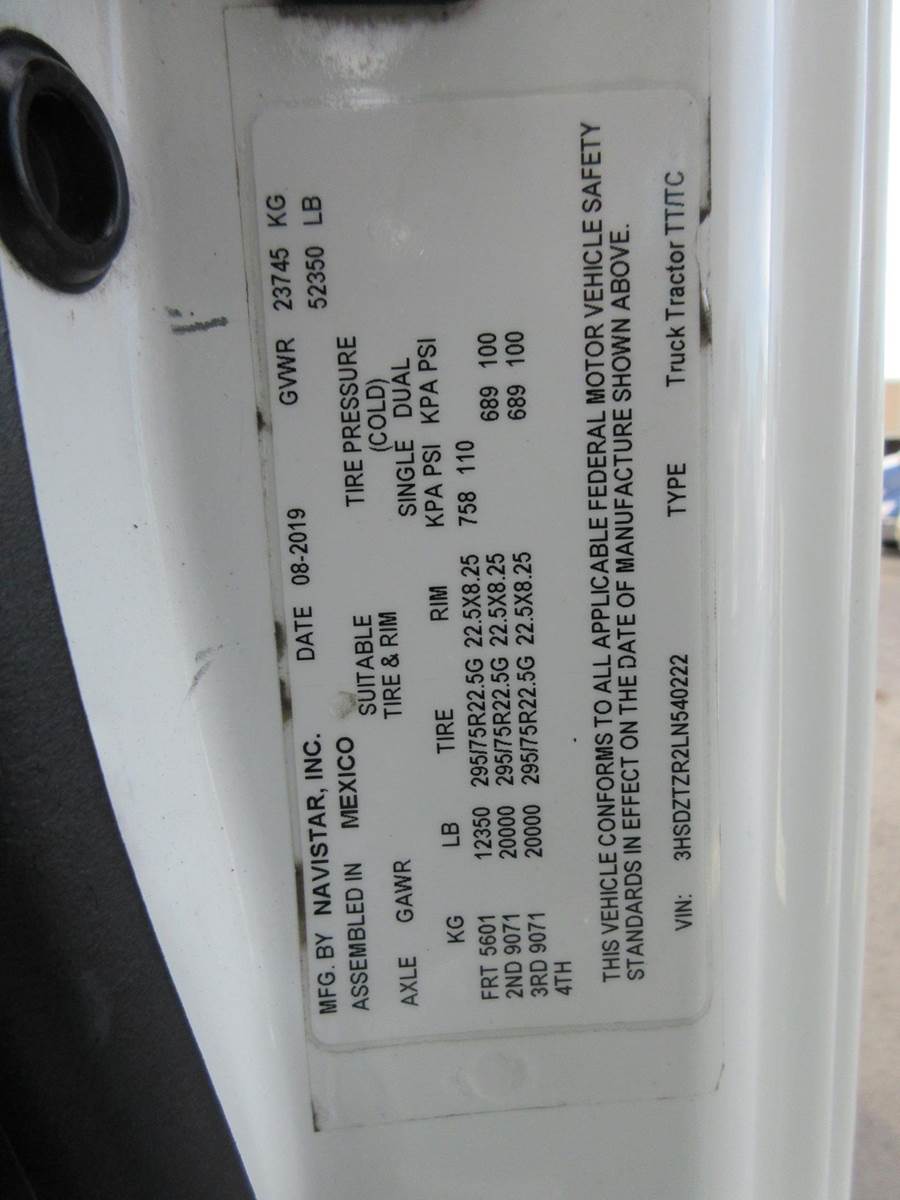 MFG. BY NAVISTAR, INC. DATE 08-2019 GVWR 23745 KG
ASSEMBLED IN MEXICO 52350 LB
SUITABLE TIRE PRESSURE
AXLE GAWR TIRE & RIM (COLD)
SINGLE DUAL
KG LB TIRE RIM KPA PSI KPA PSI
FRT 5601 12350 295/75R22.5G 22.5X8.25 758 110
2ND 9071 20000 295/75R22.5G 22.5X8.25 689 100
3RD 9071 20000 295/75R22.5G 22.5X8.25 689 100
4TH
THIS VEHICLE CONFORMS TO ALL APPLICABLE FEDERAL MOTOR VEHICLE SAFETY
STANDARDS IN EFFECT ON THE DATE OF MANUFACTURE SHOWN ABOVE.
VIN: 3HSDZTZR2LN540222 TYPE Truck Tractor TT/TC